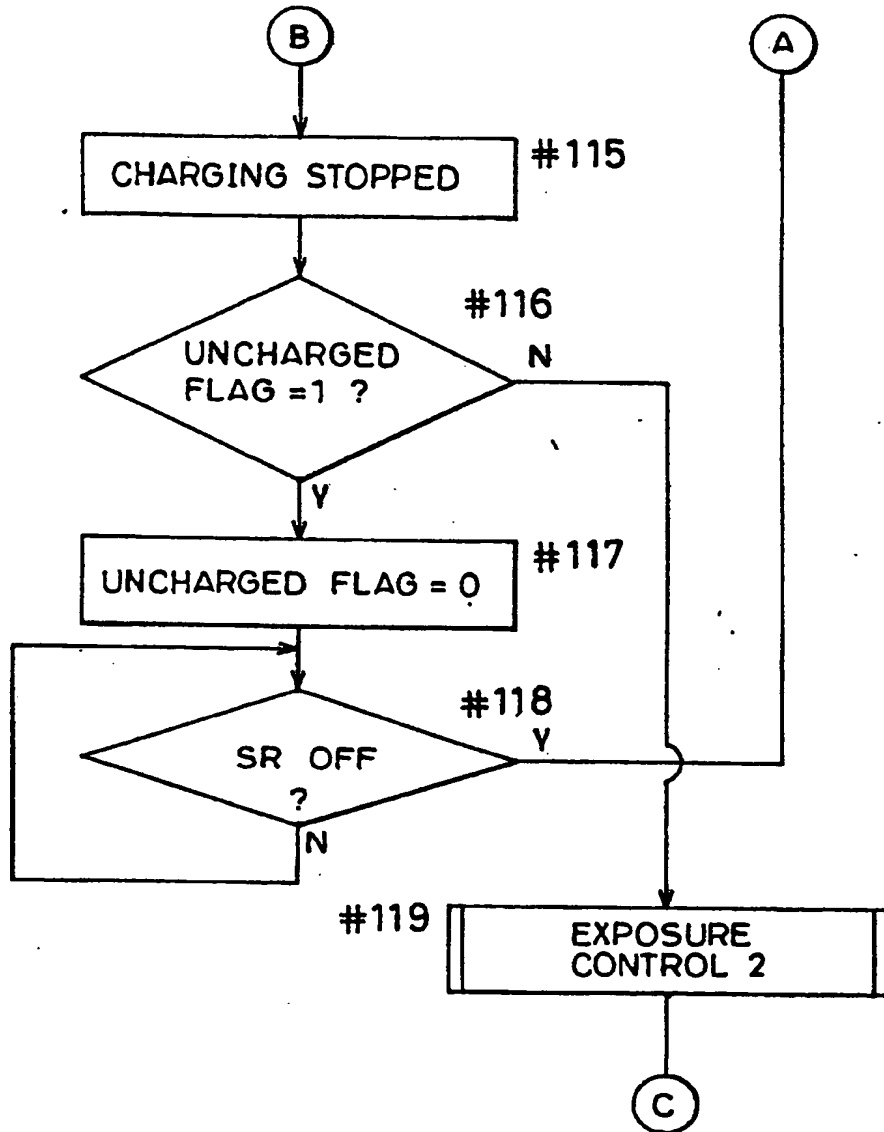 B
A
CHARGING STOPPED
#115
#116
UNCHARGED
FLAG =1 ?
N
Y
UNCHARGED FLAG = 0
#117
#118
SR OFF
?
Y
N
#119
EXPOSURE
CONTROL 2
C